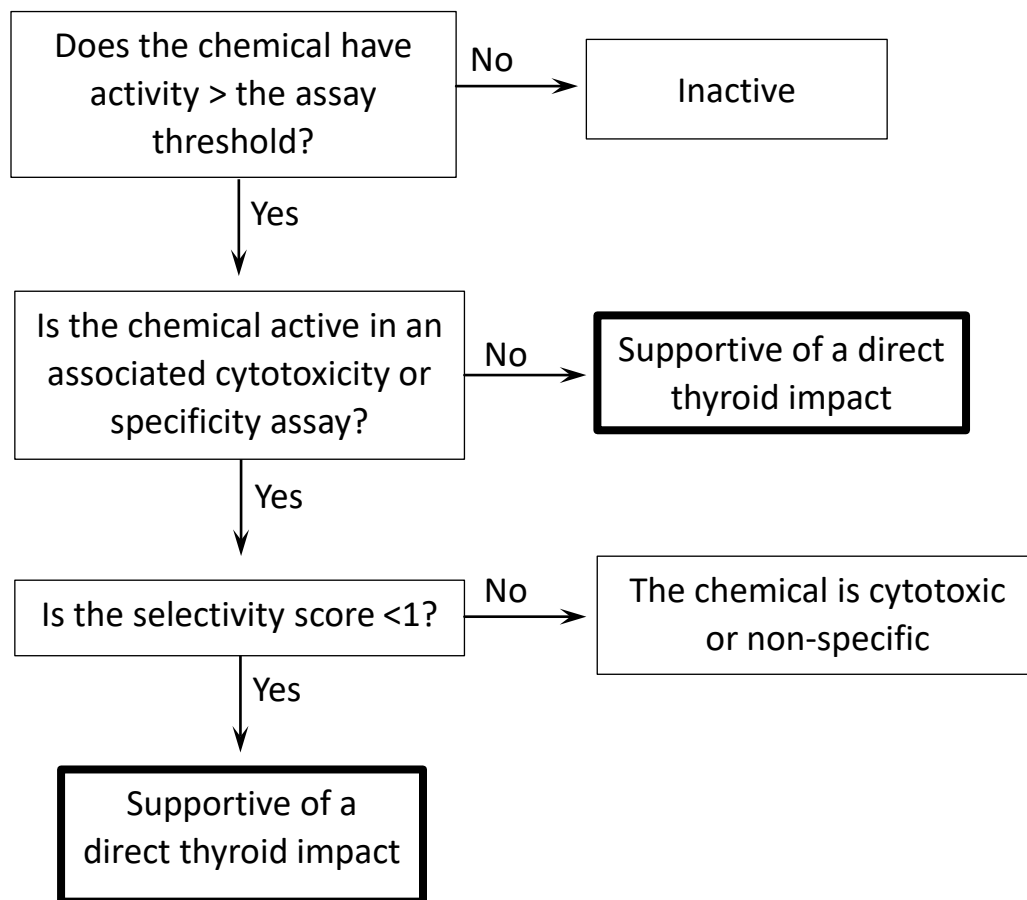 Does the chemical have
activity > the assay
threshold?
No
Inactive
Yes
Is the chemical active in an
associated cytotoxicity or
specificity assay?
No
Supportive of a direct
thyroid impact
Yes
Is the selectivity score <1?
No
The chemical is cytotoxic
or non-specific
Yes
Supportive of a
direct thyroid impact